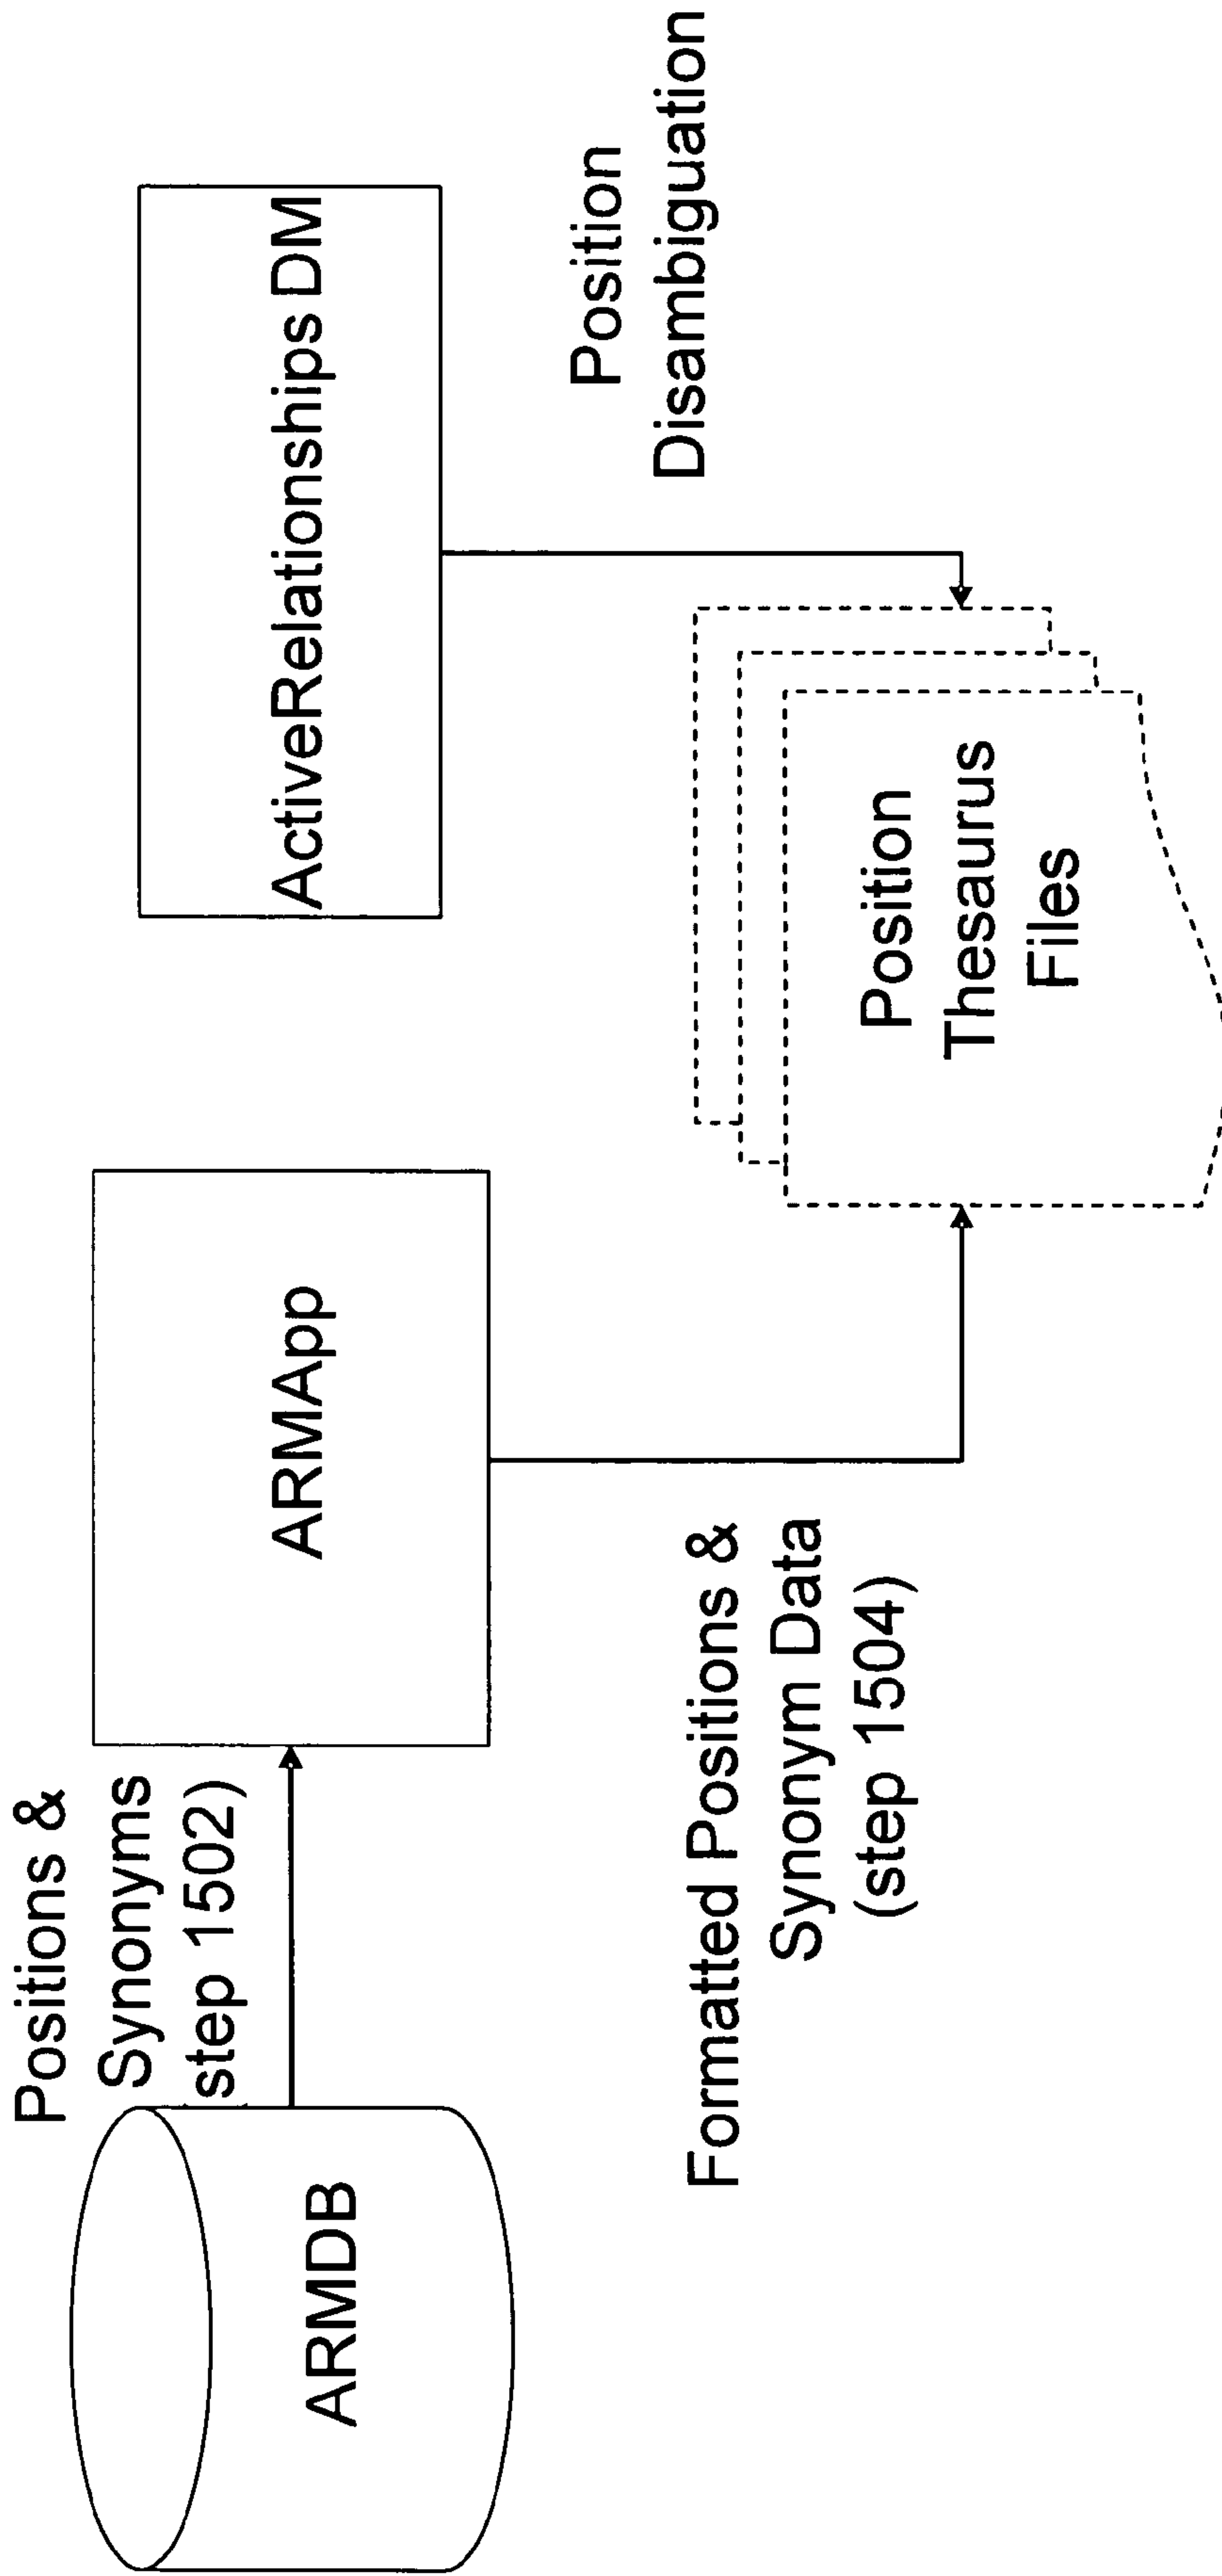 Positions &
Synonyms
(step 1502)
ARMDB
ARMApp
ActiveRelationships DM
Formatted Positions &
Synonym Data
(step 1504)
Position
Thesaurus
Files
Position
Disambiguation